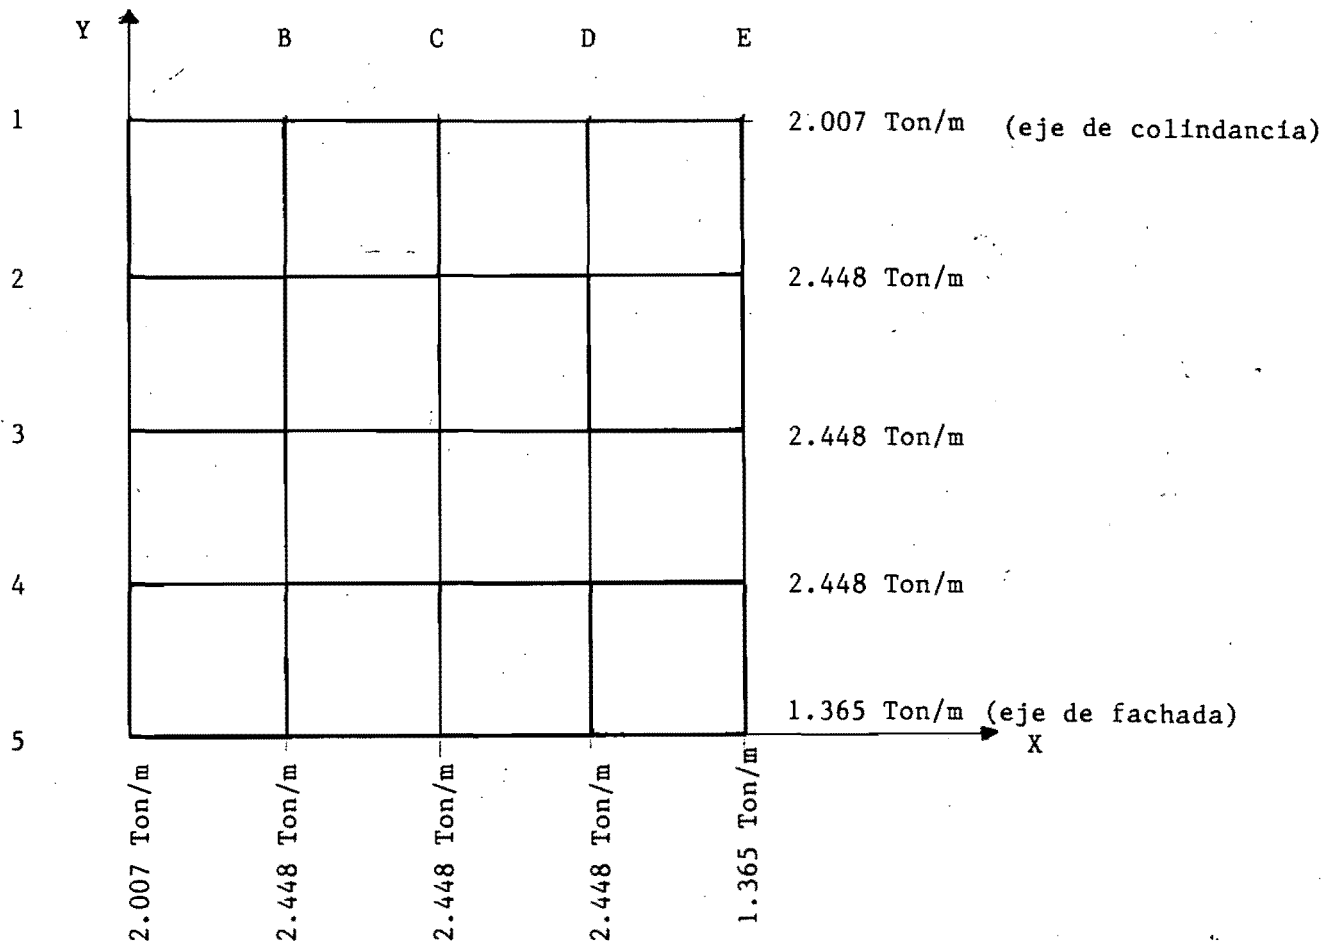 Y B C D E
1 2.007 Ton/m (eje de colindancia)
2 2.448 Ton/m
3 2.448 Ton/m
4 2.448 Ton/m
1.365 Ton/m (eje de fachada)
5 X
2.007 Ton/m
2.448 Ton/m
2.448 Ton/m
2.448 Ton/m
1.365 Ton/m